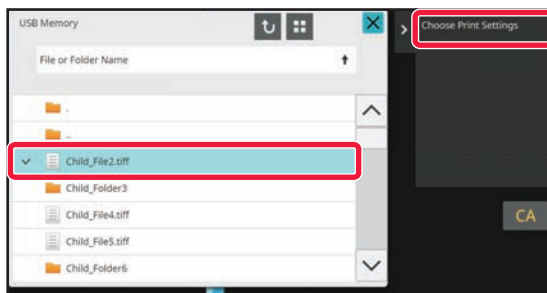 USB Memory
Choose Print Settings
File or Folder Name
.
..
Child_File2.tiff
Child_Folder3
Child_File4.tiff
Child_File5.tiff
Child_Folder6
CA